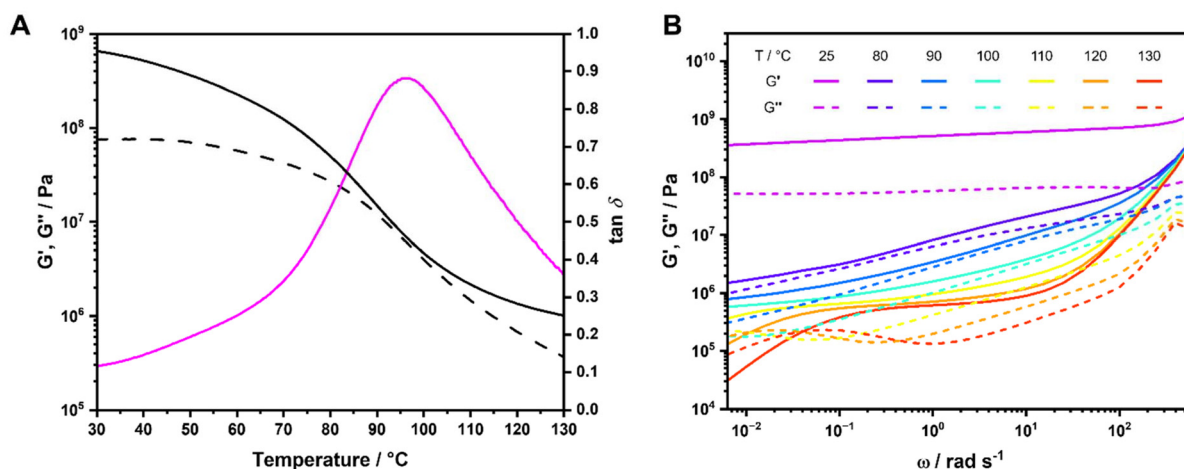 A
G', G'' / Pa
10⁹
10⁸
10⁷
10⁶
10⁵
30 40 50 60 70 80 90 100 110 120 130
Temperature / °C
1.0
0.9
0.8
0.7
0.6
0.5
0.4
0.3
0.2
0.1
0.0
tan δ
B
T / °C 25 80 90 100 110 120 130
G'
G''
G', G'' / Pa
10¹⁰
10⁹
10⁸
10⁷
10⁶
10⁵
10⁴
10⁻² 10⁻¹ 10⁰ 10¹ 10²
ω / rad s⁻¹